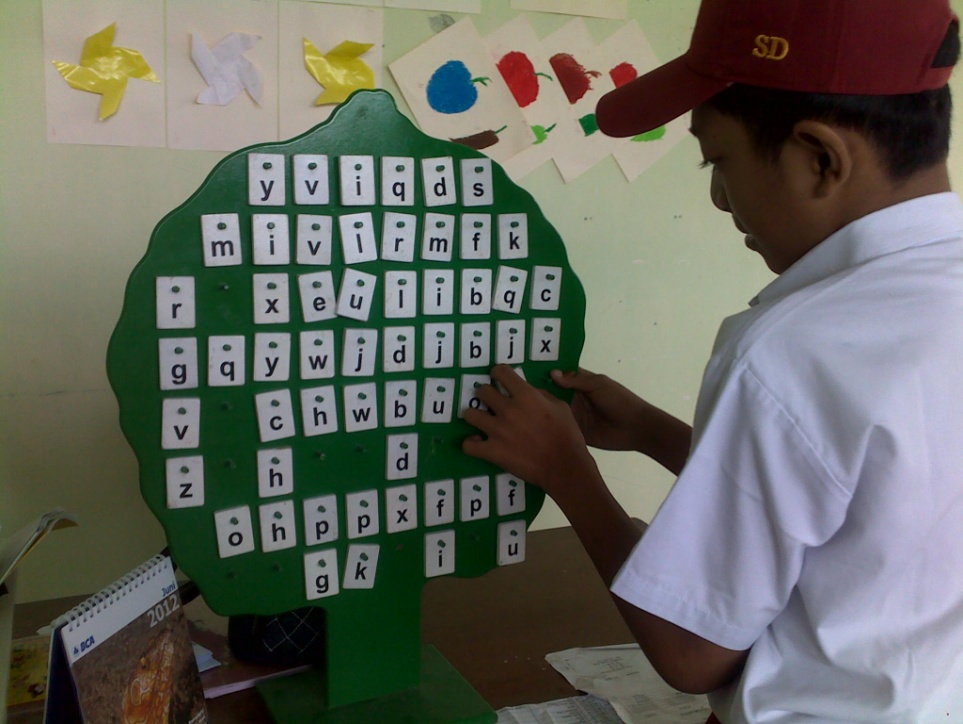 SD
y v i q d s
m i v l r m f k
r x e u l i b q c
g q y w j d j b j x
v c h w b u
z h d
o h p p x f p f
g k i u
Juni
2012
BCA